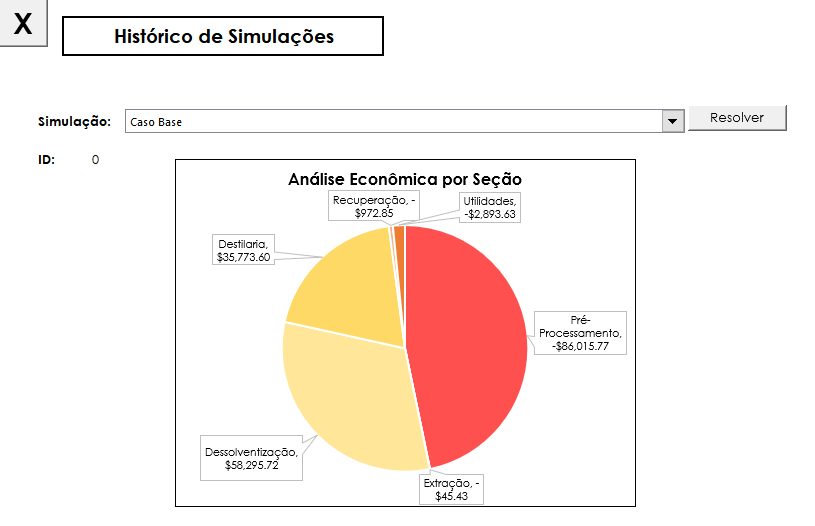 X
Histórico de Simulações
Simulação:
Caso Base
Resolver
ID:
0
Análise Econômica por Seção
Recuperação, -
$972.85
Utilidades,
-$2,893.63
Destilaria,
$35,773.60
Pré-
Processamento,
-$86,015.77
Dessolventização,
$58,295.72
Extração, -
$45.43